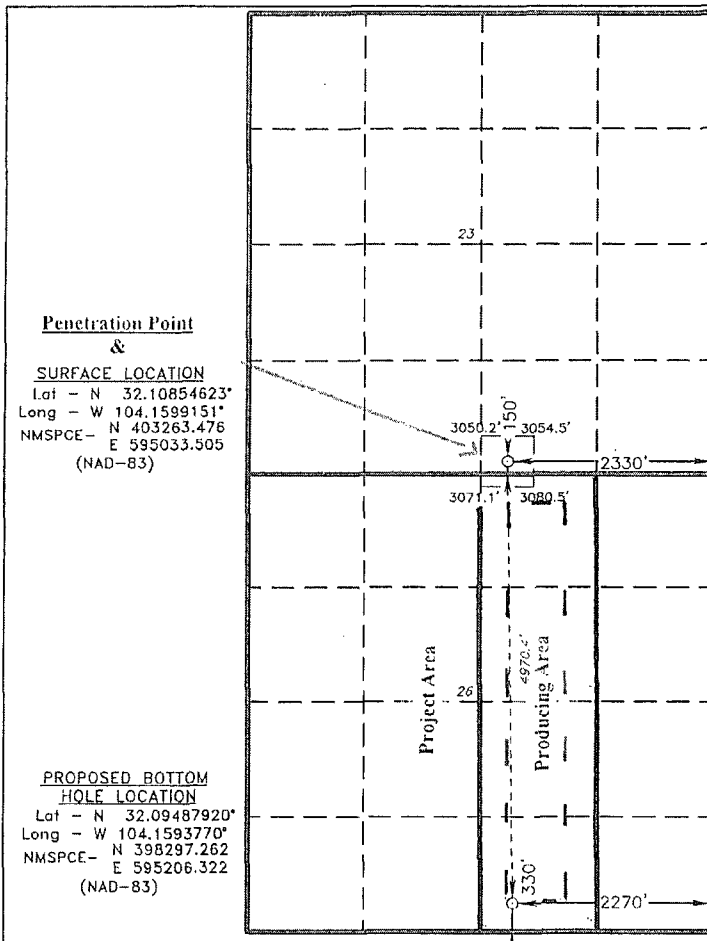 23
Penetration Point
&
SURFACE LOCATION
Lat - N 32.10854623°
Long - W 104.1599151°
NMSPCE- N 403263.476
E 595033.505
(NAD-83)
3050.2'
150'
3054.5'
2330'
3071.1'
3080.5'
Project Area
26
4970.4'
Producing Area
PROPOSED BOTTOM
HOLE LOCATION
Lat - N 32.09487920°
Long - W 104.1593770°
NMSPCE- N 398297.262
E 595206.322
(NAD-83)
330'
2270'